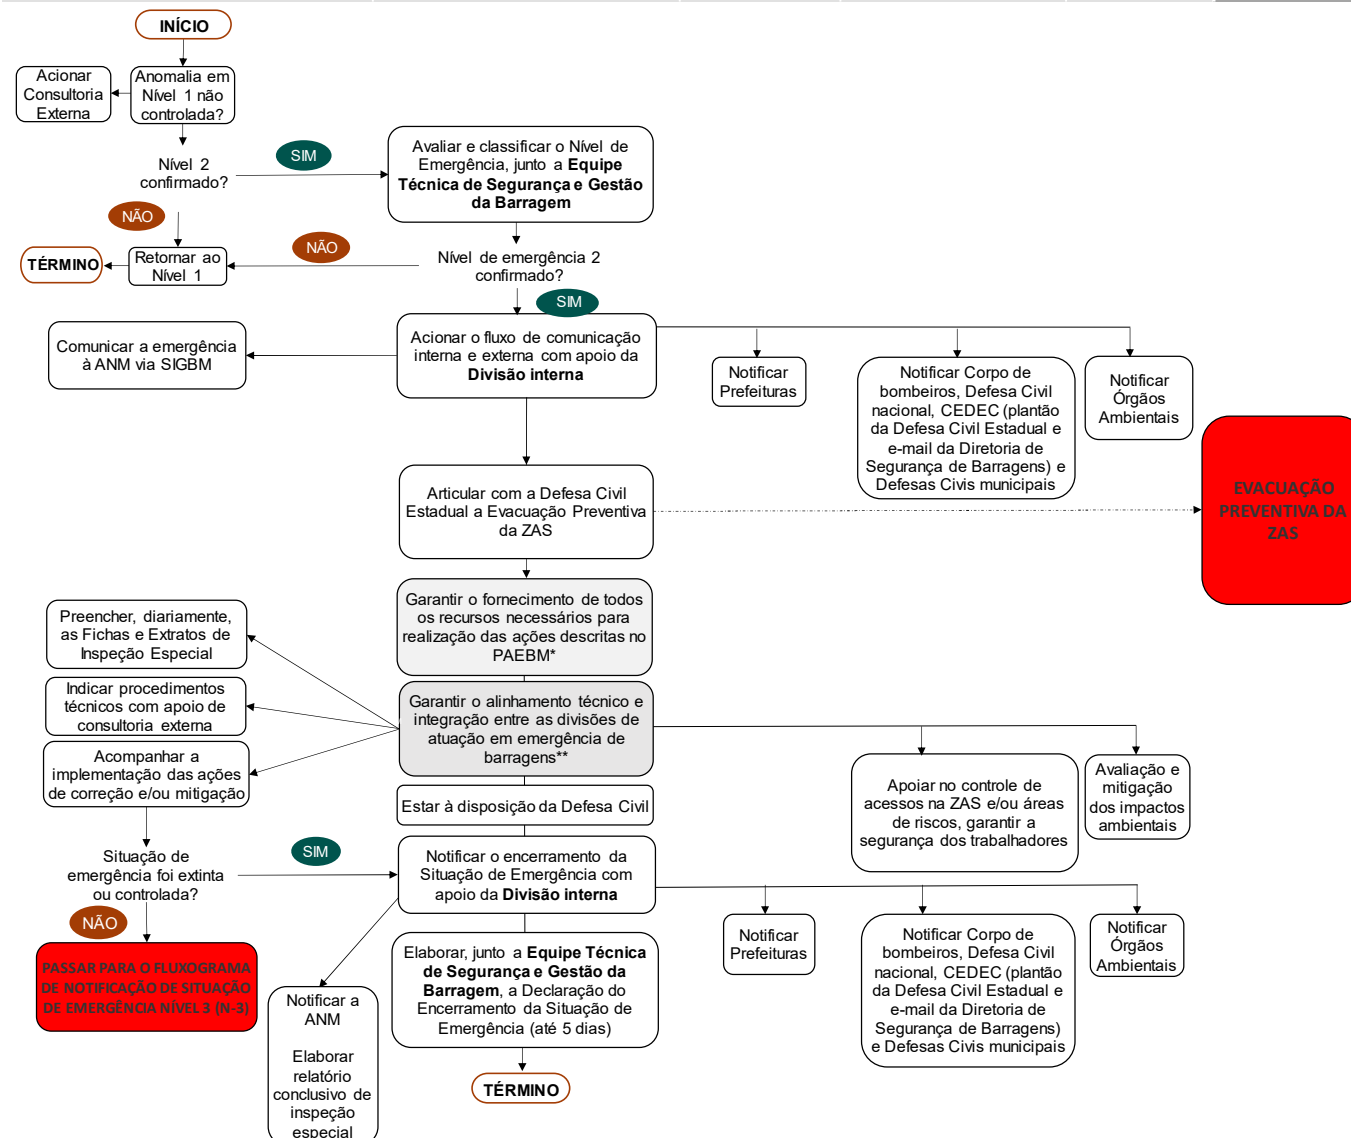 INÍCIO
Acionar
Consultoria
Externa
Anomalia em
Nível 1 não
controlada?
Nível 2
confirmado?
SIM
Avaliar e classificar o Nível de
Emergência, junto a Equipe
Técnica de Segurança e Gestão
da Barragem
NÃO
TÉRMINO
Retornar ao
Nível 1
NÃO
Nível de emergência 2
confirmado?
SIM
Comunicar a emergência
à ANM via SIGBM
Acionar o fluxo de comunicação
interna e externa com apoio da
Divisão interna
Notificar
Prefeituras
Notificar Corpo de
bombeiros, Defesa Civil
nacional, CEDEC (plantão
da Defesa Civil Estadual e
e-mail da Diretoria de
Segurança de Barragens) e
Defesas Civis municipais
Notificar
Órgãos
Ambientais
Articular com a Defesa Civil
Estadual a Evacuação Preventiva
da ZAS
EVACUAÇÃO
PREVENTIVA DA
ZAS
Garantir o fornecimento de todos
os recursos necessários para
realização das ações descritas no
PAEBM*
Preencher, diariamente,
as Fichas e Extratos de
Inspeção Especial
Indicar procedimentos
técnicos com apoio de
consultoria externa
Acompanhar a
implementação das ações
de correção e/ou mitigação
Garantir o alinhamento técnico e
integração entre as divisões de
atuação em emergência de
barragens**
Apoiar no controle de
acessos na ZAS e/ou áreas
de riscos, garantir a
segurança dos trabalhadores
Avaliação e
mitigação
dos impactos
ambientais
Estar à disposição da Defesa Civil
Situação de
emergência foi extinta
ou controlada?
SIM
Notificar o encerramento da
Situação de Emergência com
apoio da Divisão interna
NÃO
PASSAR PARA O FLUXOGRAMA
DE NOTIFICAÇÃO DE SITUAÇÃO
DE EMERGÊNCIA NÍVEL 3 (N-3)
Notificar a
ANM
Elaborar
relatório
conclusivo de
inspeção
especial
Elaborar, junto a Equipe Técnica
de Segurança e Gestão da
Barragem, a Declaração do
Encerramento da Situação de
Emergência (até 5 dias)
Notificar
Prefeituras
Notificar Corpo de
bombeiros, Defesa Civil
nacional, CEDEC (plantão
da Defesa Civil Estadual e
e-mail da Diretoria de
Segurança de Barragens)
e Defesas Civis municipais
Notificar
Órgãos
Ambientais
TÉRMINO